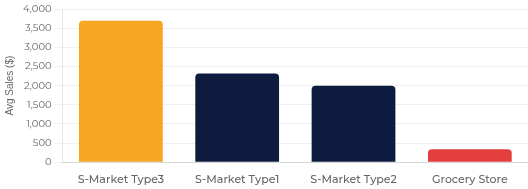 Avg Sales ($)
4,000
3,500
3,000
2,500
2,000
1,500
1,000
500
0
S-Market Type3
S-Market Type1
S-Market Type2
Grocery Store